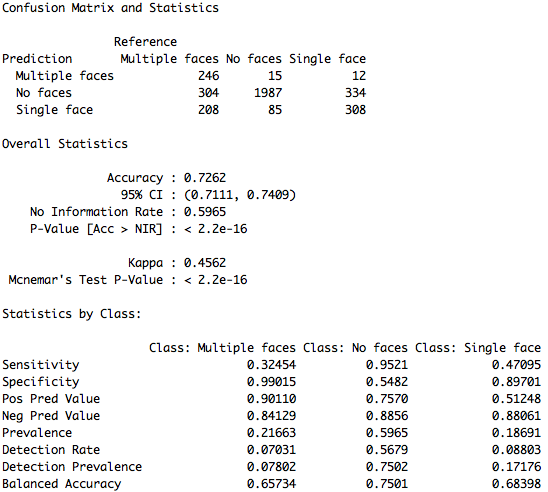 Confusion Matrix and Statistics
Reference
Prediction Multiple faces No faces Single face
Multiple faces 246 15 12
No faces 304 1987 334
Single face 208 85 308
Overall Statistics
Accuracy : 0.7262
95% CI : (0.7111, 0.7409)
No Information Rate : 0.5965
P-Value [Acc > NIR] : < 2.2e-16
Kappa : 0.4562
Mcnemar's Test P-Value : < 2.2e-16
Statistics by Class:
Class: Multiple faces Class: No faces Class: Single face
Sensitivity 0.32454 0.9521 0.47095
Specificity 0.99015 0.5482 0.89701
Pos Pred Value 0.90110 0.7570 0.51248
Neg Pred Value 0.84129 0.8856 0.88061
Prevalence 0.21663 0.5965 0.18691
Detection Rate 0.07031 0.5679 0.08803
Detection Prevalence 0.07802 0.7502 0.17176
Balanced Accuracy 0.65734 0.7501 0.68398